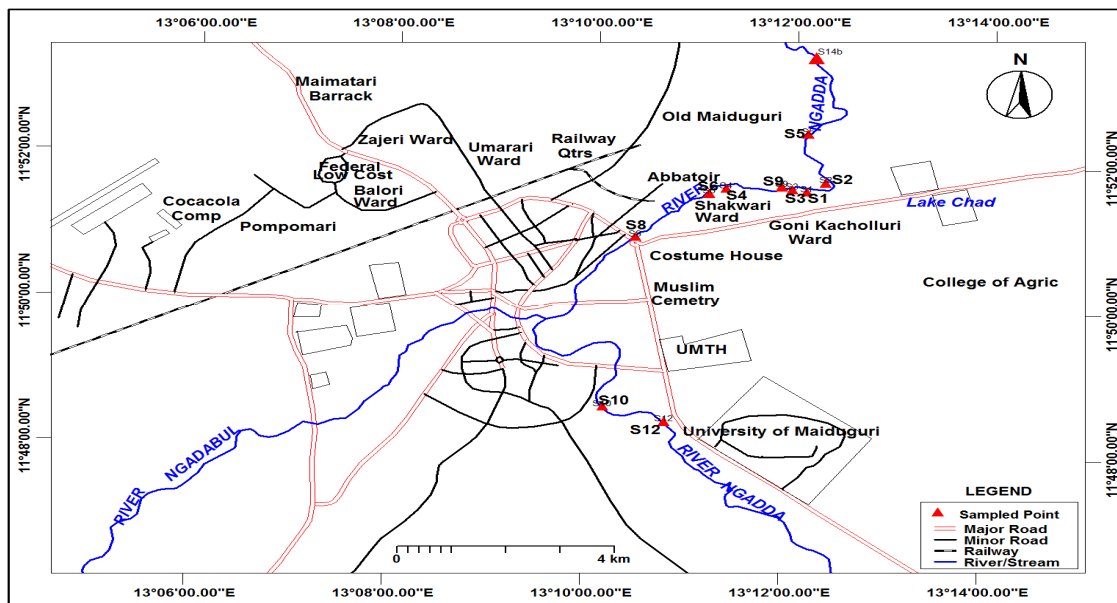 13°06'00.00"E
13°08'00.00"E
13°10'00.00"E
13°12'00.00"E
13°14'00.00"E
S14b
N
Maimatari
Barrack
NGADDA
Old Maiduguri
S5
Zajeri Ward
Umarari
Ward
Railway
Qtrs
11°52'00.00"N
11°52'00.00"N
Federal
Low Cost
Balori
Ward
Abbatoir
S6
S4
S9
S3
S1
S2
RIVER
Shakwari
Ward
Lake Chad
Cocacola
Comp
Pompomari
S8
Goni Kacholluri
Ward
Costume House
College of Agric
Muslim
Cemetry
11°50'00.00"N
11°50'00.00"N
UMTH
S10
S12
S12
University of Maiduguri
11°48'00.00"N
11°48'00.00"N
RIVER NGADABUL
RIVER NGADDA
LEGEND
Sampled Point
Major Road
Minor Road
Railway
River/Stream
0
4 km
13°06'00.00"E
13°08'00.00"E
13°10'00.00"E
13°12'00.00"E
13°14'00.00"E